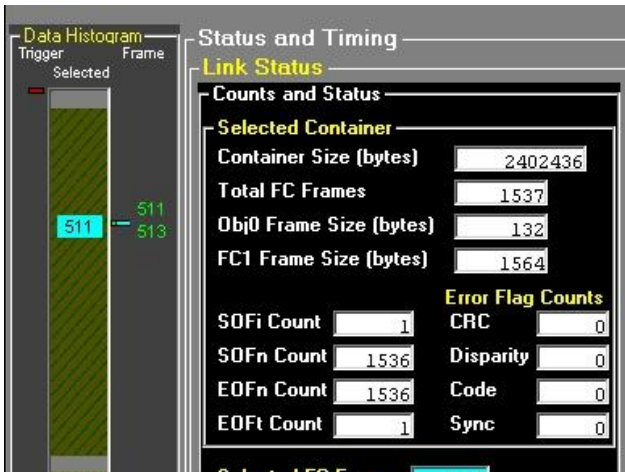 Data Histogram
Trigger Frame
Selected
511
511
513
Status and Timing
Link Status
Counts and Status
Selected Container
Container Size (bytes) 2402436
Total FC Frames 1537
Obj0 Frame Size (bytes) 132
FC1 Frame Size (bytes) 1564
Error Flag Counts
SOFi Count 1 CRC 0
SOFn Count 1536 Disparity 0
EOFn Count 1536 Code 0
EOFt Count 1 Sync 0